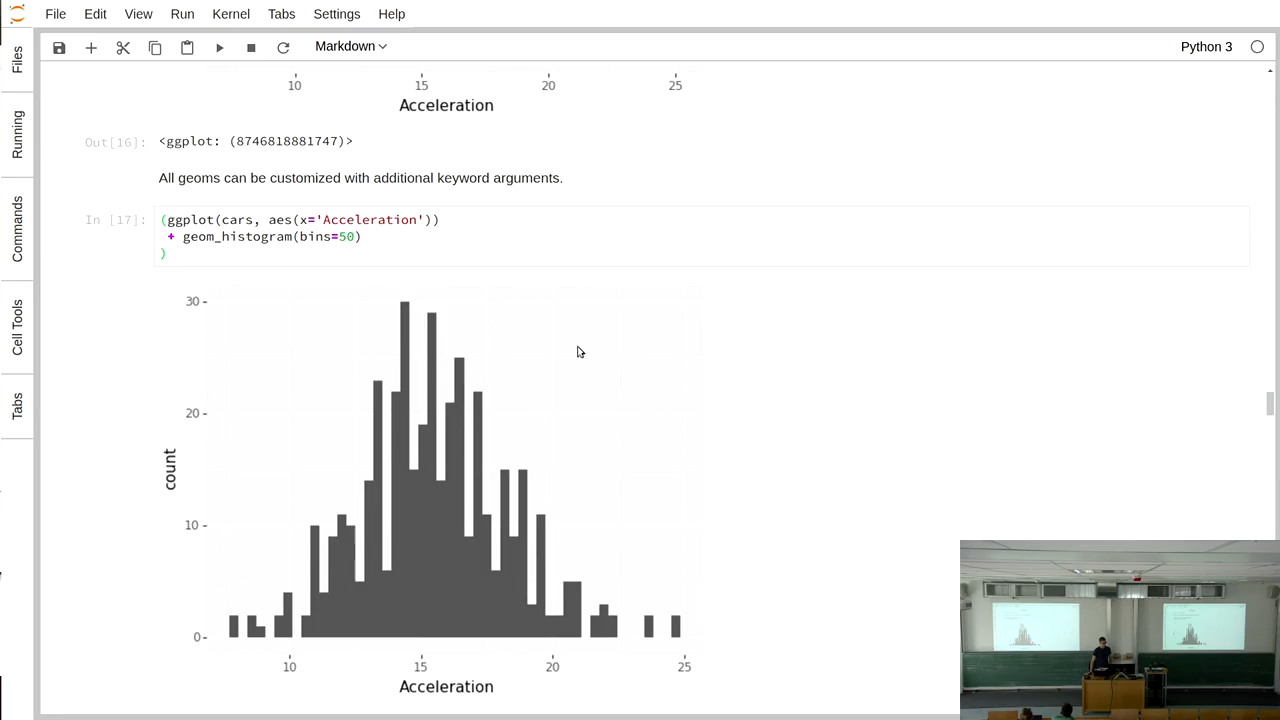 File Edit View Run Kernel Tabs Settings Help
Markdown
Python 3
Files
Running
Commands
Cell Tools
Tabs
10 15 20 25
Acceleration
Out[16]: <ggplot: (8746818881747)>
All geoms can be customized with additional keyword arguments.
In [17]: (ggplot(cars, aes(x='Acceleration'))
+ geom_histogram(bins=50)
)
30
20
10
0
count
10 15 20 25
Acceleration